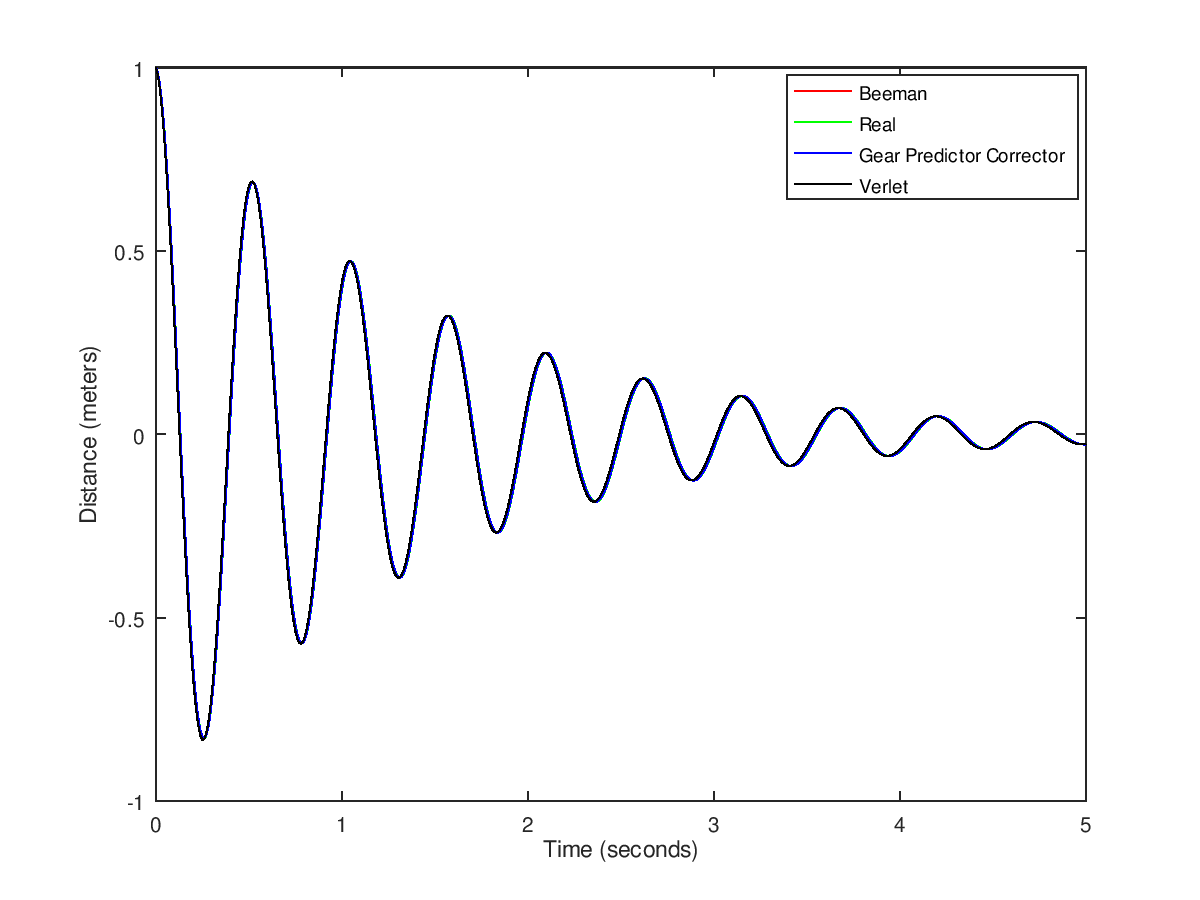 1
0.5
0
-0.5
-1
Distance (meters)
Beeman
Real
Gear Predictor Corrector
Verlet
0 1 2 3 4 5
Time (seconds)